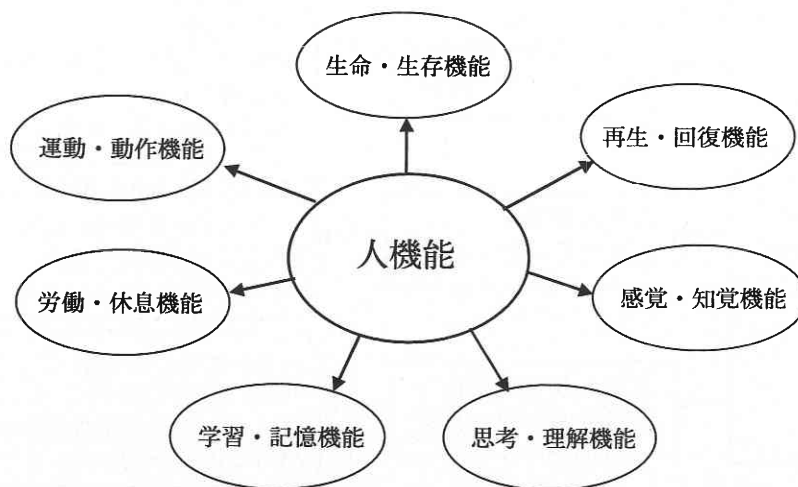 生命・生存機能
運動・動作機能
再生・回復機能
人機能
労働・休息機能
感覚・知覚機能
学習・記憶機能
思考・理解機能